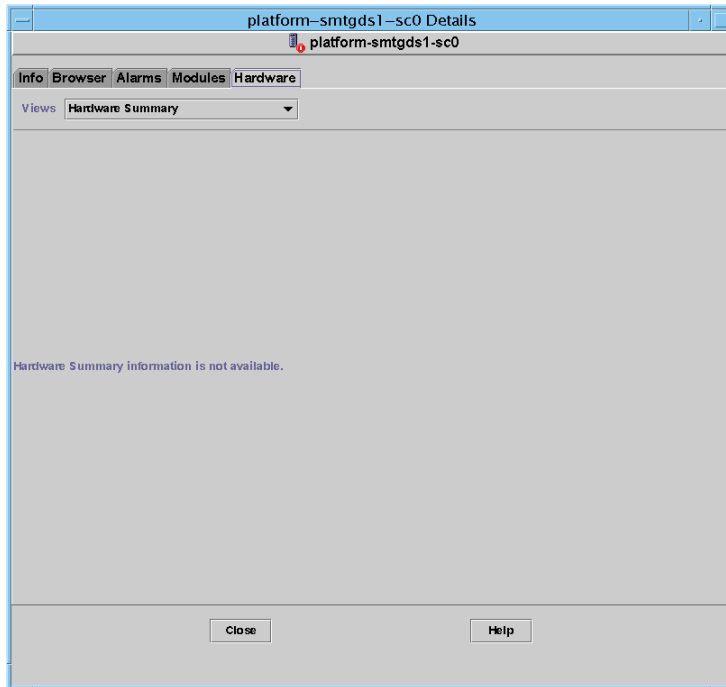 platform-smtgds1-sc0 Details
platform-smtgds1-sc0
Info Browser Alarms Modules Hardware
Views Hardware Summary
Hardware Summary information is not available.
Close Help